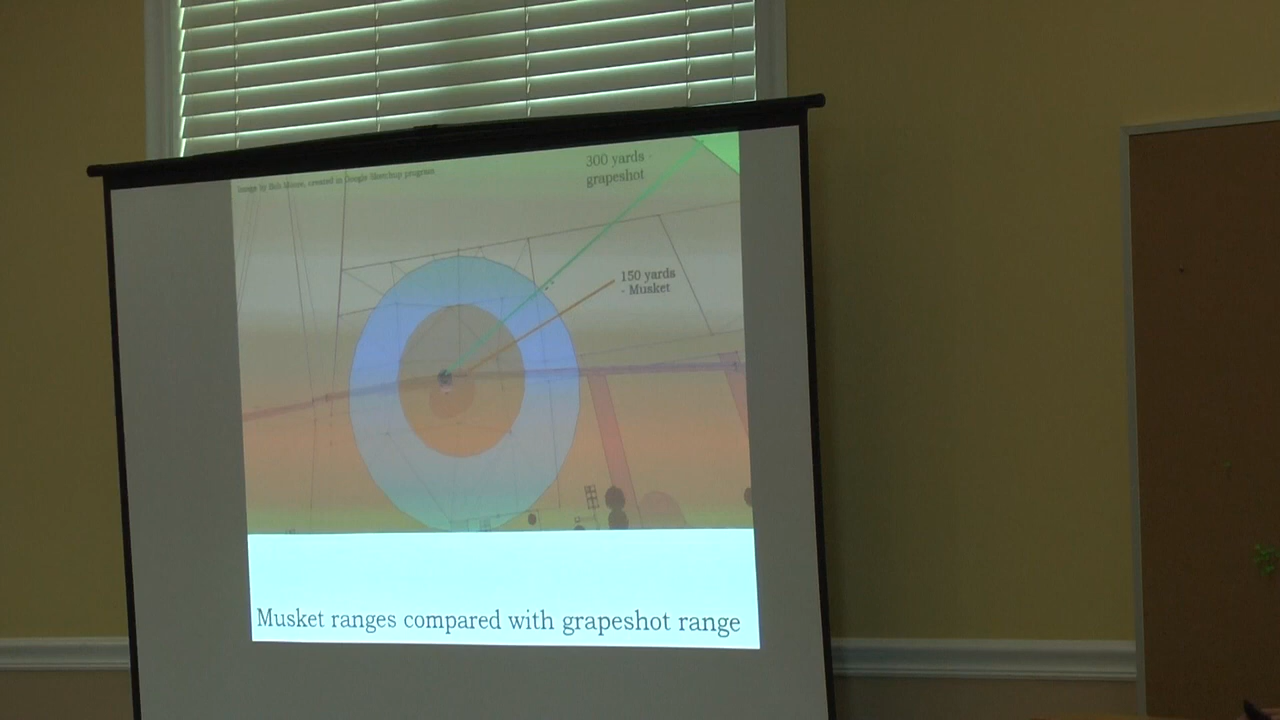 Image by Bob Moore, created in Google Sketchup program
300 yards -
grapeshot
150 yards
- Musket
Musket ranges compared with grapeshot range